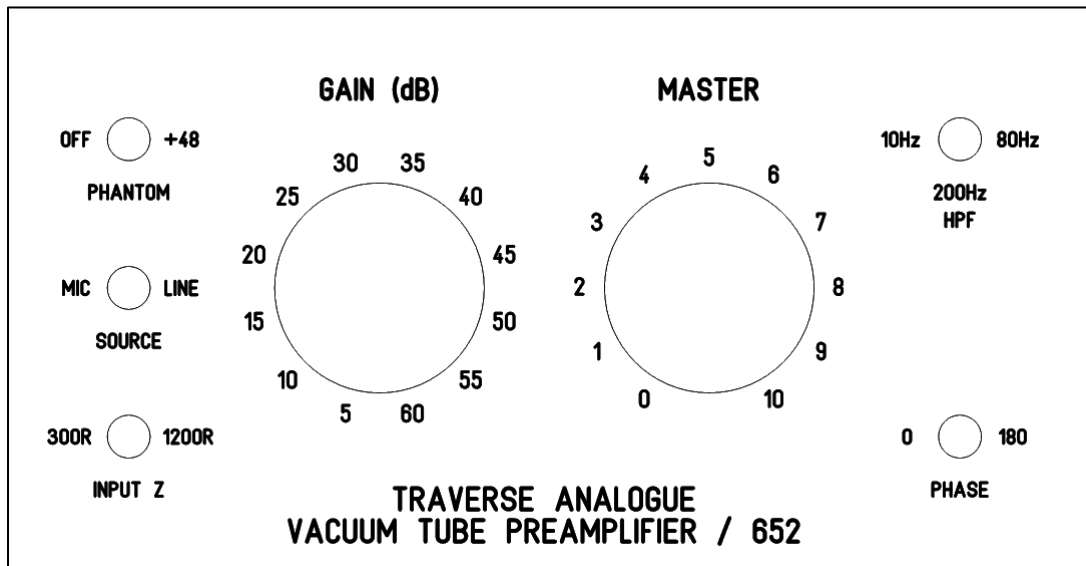 GAIN (dB)
MASTER
OFF +48
PHANTOM
MIC LINE
SOURCE
300R 1200R
INPUT Z
5
10
15
20
25
30
35
40
45
50
55
60
0
1
2
3
4
5
6
7
8
9
10
10Hz 80Hz
200Hz
HPF
0 180
PHASE
TRAVERSE ANALOGUE
VACUUM TUBE PREAMPLIFIER / 652